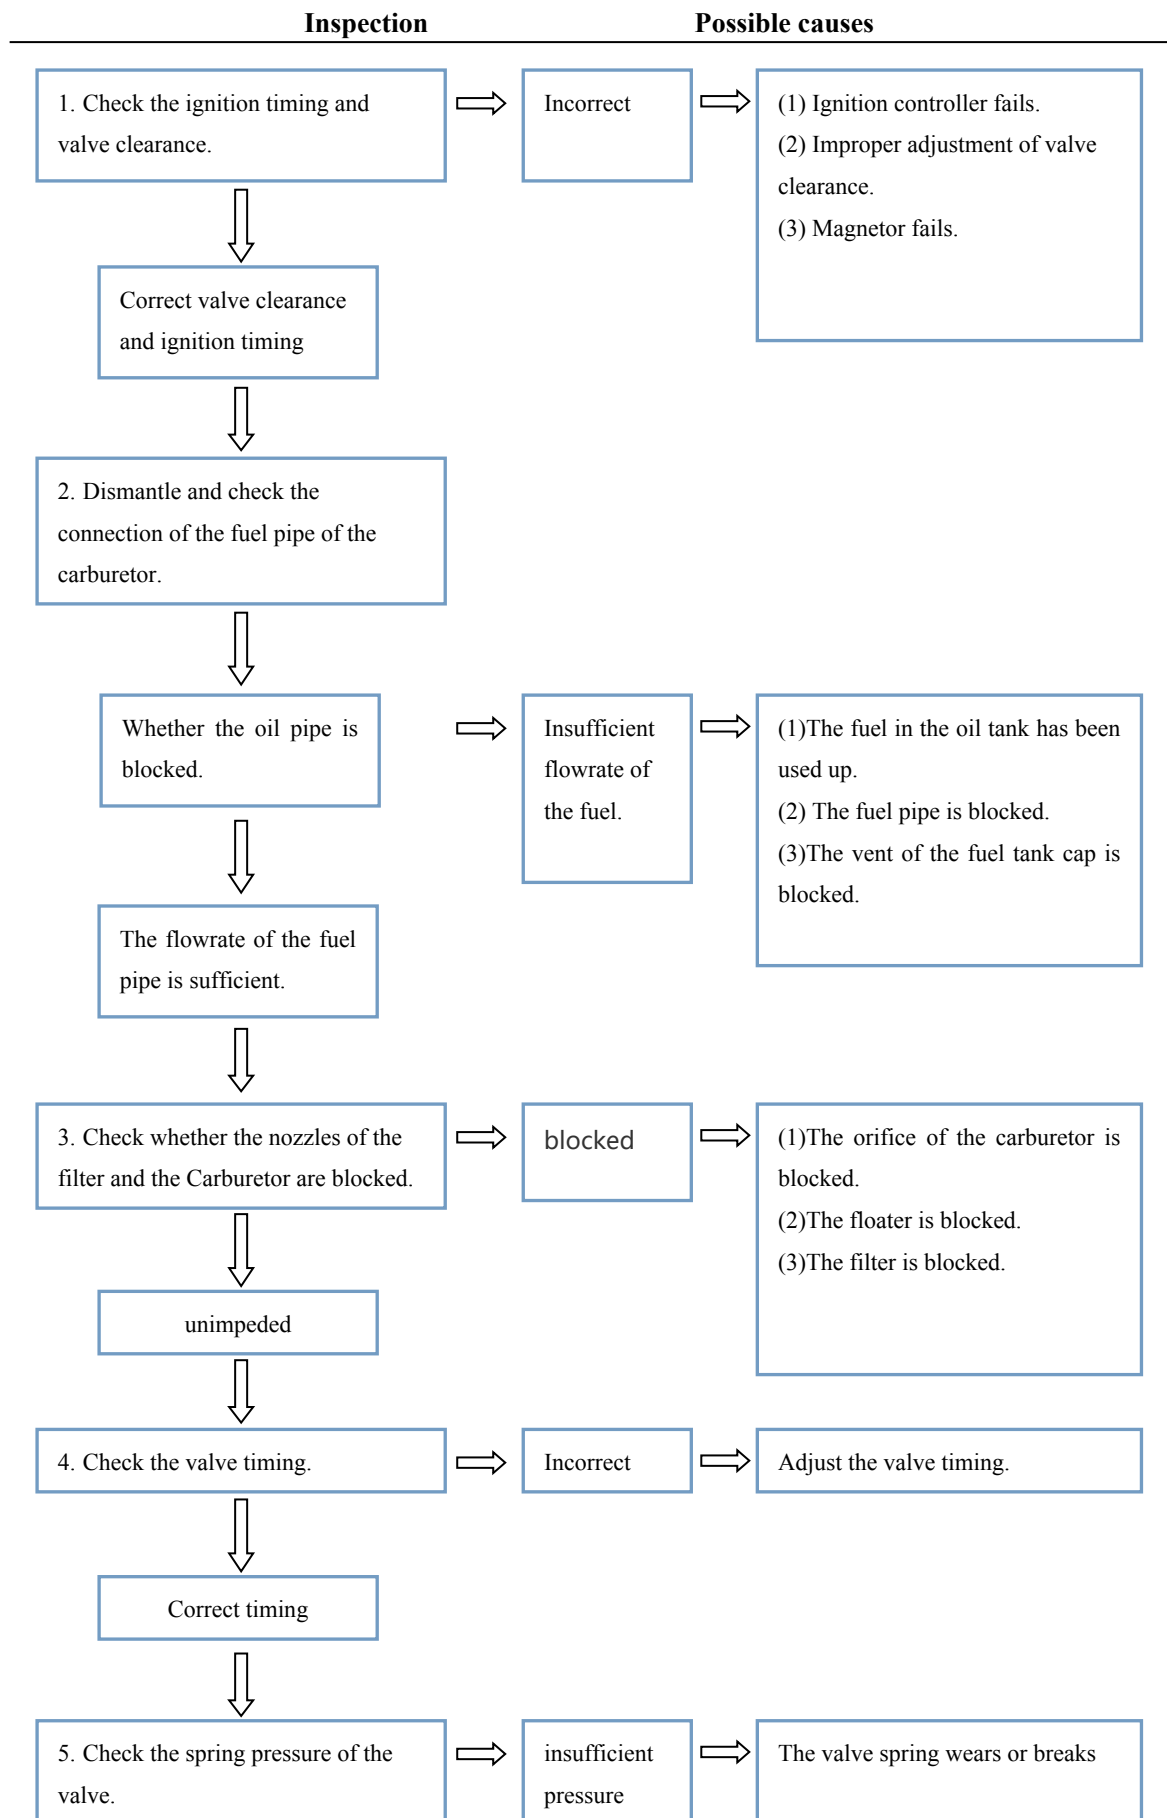 Inspection Possible causes
1. Check the ignition timing and
valve clearance.
Incorrect
(1) Ignition controller fails.
(2) Improper adjustment of valve
clearance.
(3) Magnetor fails.
Correct valve clearance
and ignition timing
2. Dismantle and check the
connection of the fuel pipe of the
carburetor.
Whether the oil pipe is
blocked.
Insufficient
flowrate of
the fuel.
(1)The fuel in the oil tank has been
used up.
(2) The fuel pipe is blocked.
(3)The vent of the fuel tank cap is
blocked.
The flowrate of the fuel
pipe is sufficient.
3. Check whether the nozzles of the
filter and the Carburetor are blocked.
blocked
(1)The orifice of the carburetor is
blocked.
(2)The floater is blocked.
(3)The filter is blocked.
unimpeded
4. Check the valve timing.
Incorrect
Adjust the valve timing.
Correct timing
5. Check the spring pressure of the
valve.
insufficient
pressure
The valve spring wears or breaks